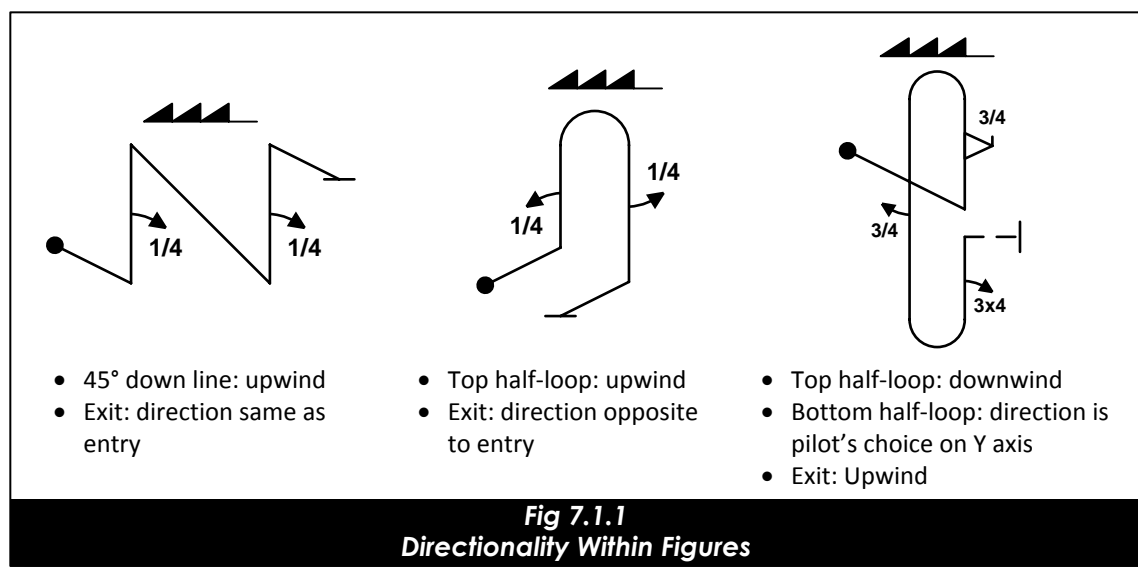 1/4
1/4
1/4
1/4
3/4
3/4
3x4
• 45° down line: upwind
• Exit: direction same as
entry
• Top half-loop: upwind
• Exit: direction opposite
to entry
• Top half-loop: downwind
• Bottom half-loop: direction is
pilot’s choice on Y axis
• Exit: Upwind
Fig 7.1.1
Directionality Within Figures